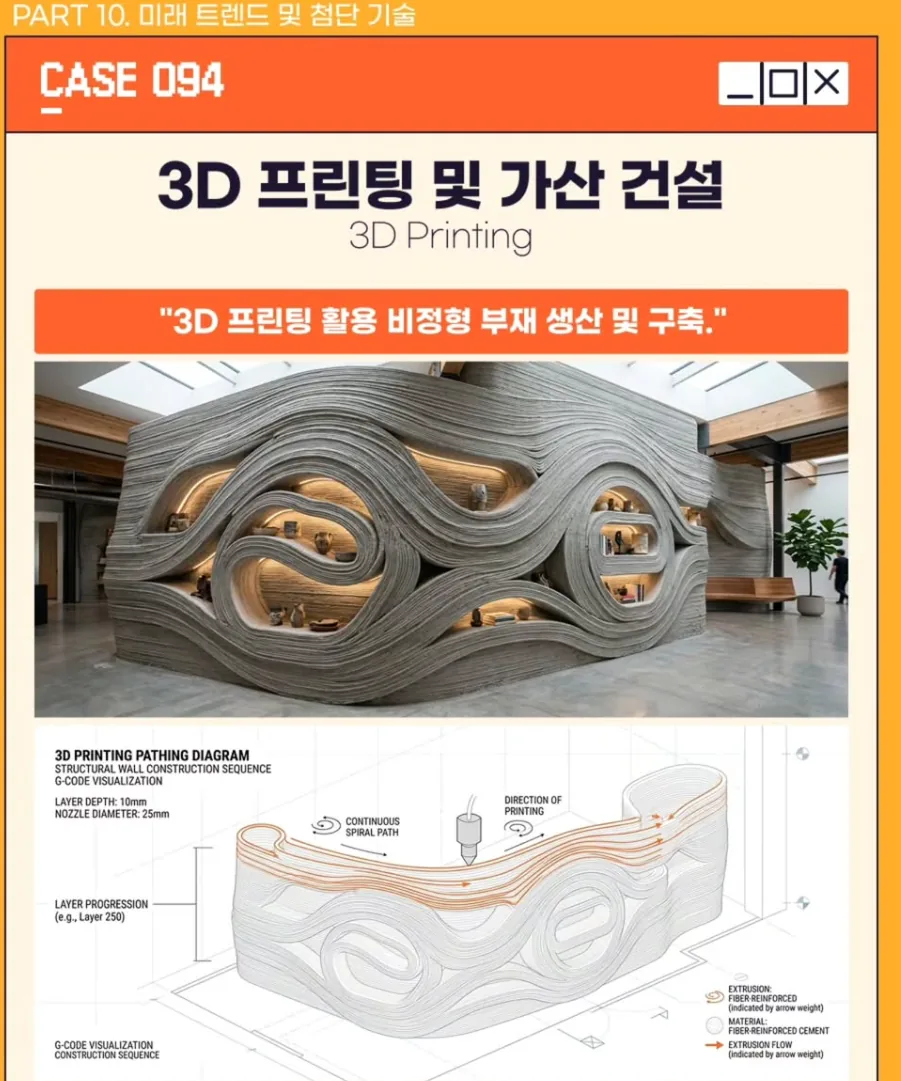 PART 10. 미래 트렌드 및 첨단 기술
CASE 094
3D 프린팅 및 가산 건설
3D Printing
"3D 프린팅 활용 비정형 부재 생산 및 구축."
3D PRINTING PATHING DIAGRAM
STRUCTURAL WALL CONSTRUCTION SEQUENCE
G-CODE VISUALIZATION
LAYER DEPTH: 10mm
NOZZLE DIAMETER: 25mm
CONTINUOUS
SPIRAL PATH
DIRECTION OF
PRINTING
LAYER PROGRESSION
(e.g., Layer 250)
EXTRUSION:
FIBER-REINFORCED
(indicated by arrow weight)
MATERIAL:
FIBER-REINFORCED CEMENT
EXTRUSION FLOW
(indicated by arrow weight)
G-CODE VISUALIZATION
CONSTRUCTION SEQUENCE